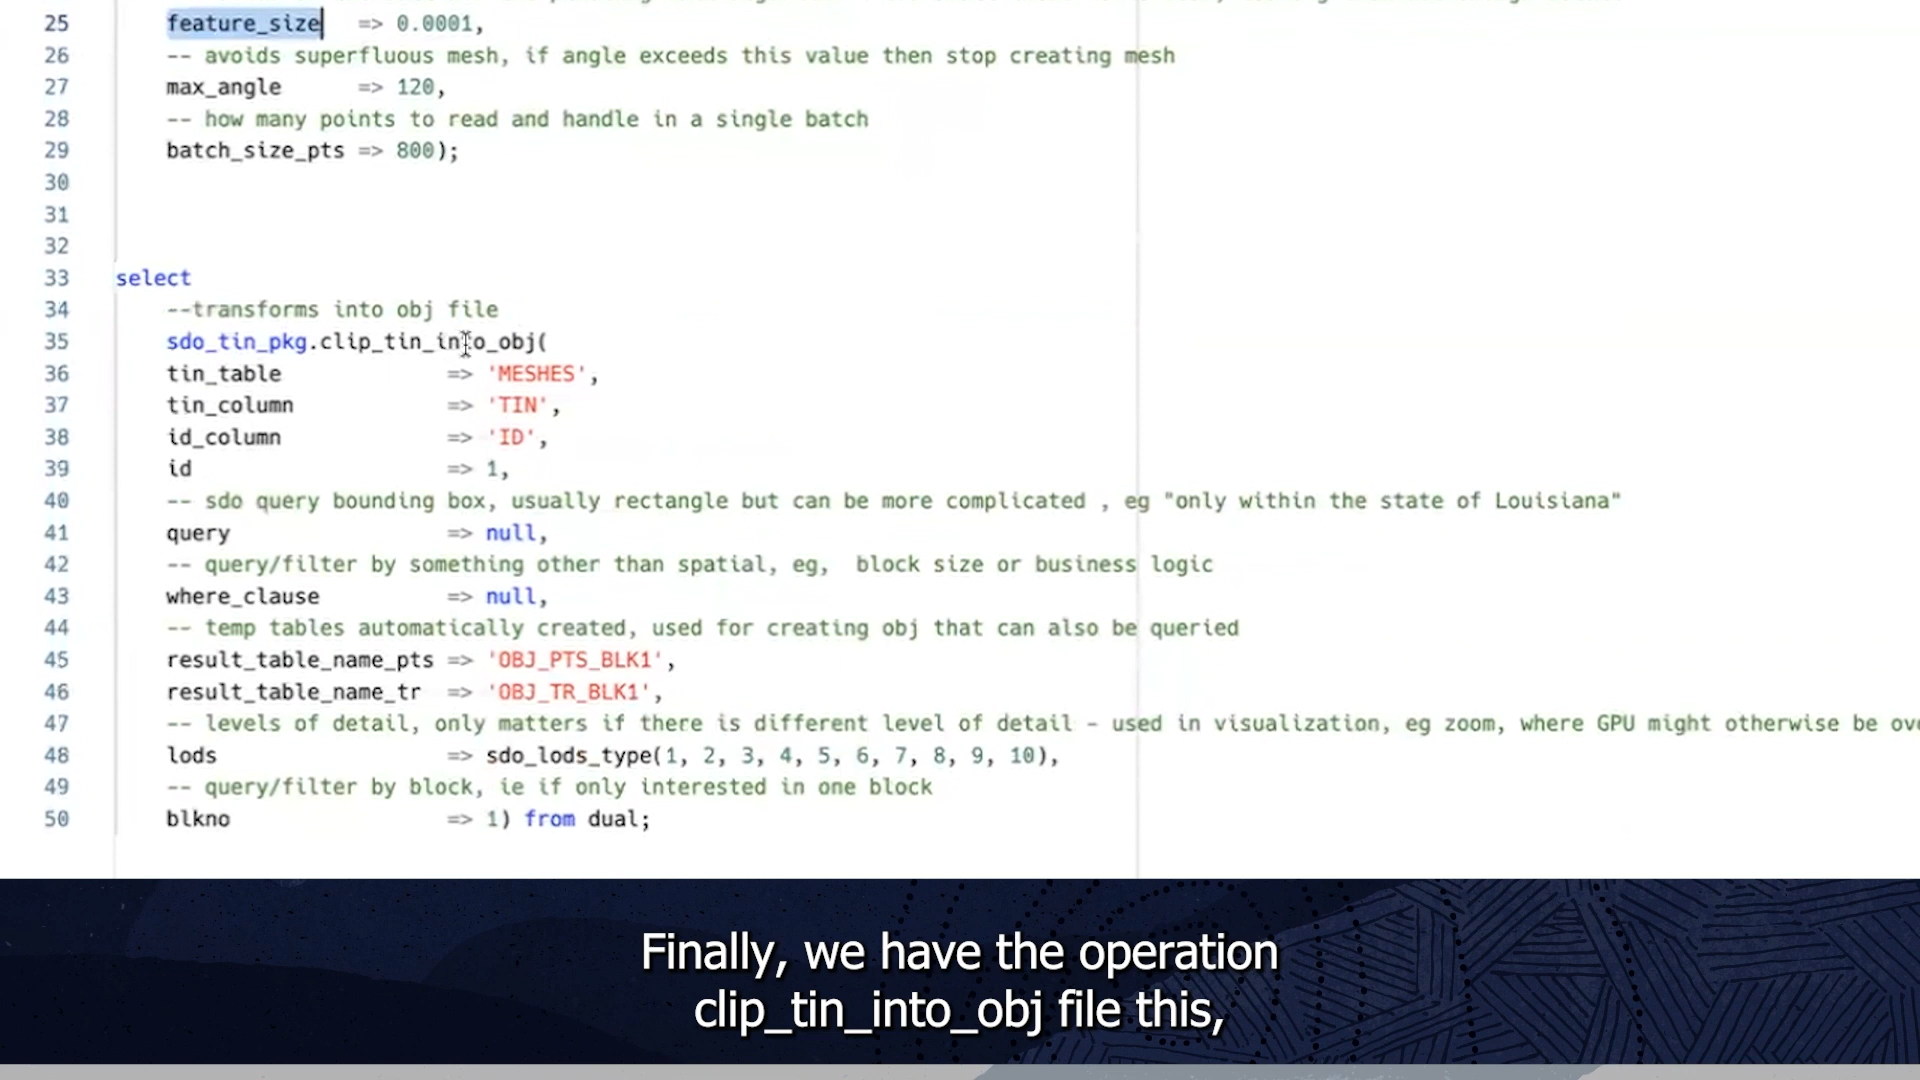 25 feature_size => 0.0001,
26 -- avoids superfluous mesh, if angle exceeds this value then stop creating mesh
27 max_angle => 120,
28 -- how many points to read and handle in a single batch
29 batch_size_pts => 800);
30
31
32
33 select
34 --transforms into obj file
35 sdo_tin_pkg.clip_tin_into_obj(
36 tin_table => 'MESHES',
37 tin_column => 'TIN',
38 id_column => 'ID',
39 id => 1,
40 -- sdo query bounding box, usually rectangle but can be more complicated , eg "only within the state of Louisiana"
41 query => null,
42 -- query/filter by something other than spatial, eg, block size or business logic
43 where_clause => null,
44 -- temp tables automatically created, used for creating obj that can also be queried
45 result_table_name_pts => 'OBJ_PTS_BLK1',
46 result_table_name_tr => 'OBJ_TR_BLK1',
47 -- levels of detail, only matters if there is different level of detail - used in visualization, eg zoom, where GPU might otherwise be
48 lods => sdo_lods_type(1, 2, 3, 4, 5, 6, 7, 8, 9, 10),
49 -- query/filter by block, ie if only interested in one block
50 blkno => 1) from dual;
Finally, we have the operation
clip_tin_into_obj file this,